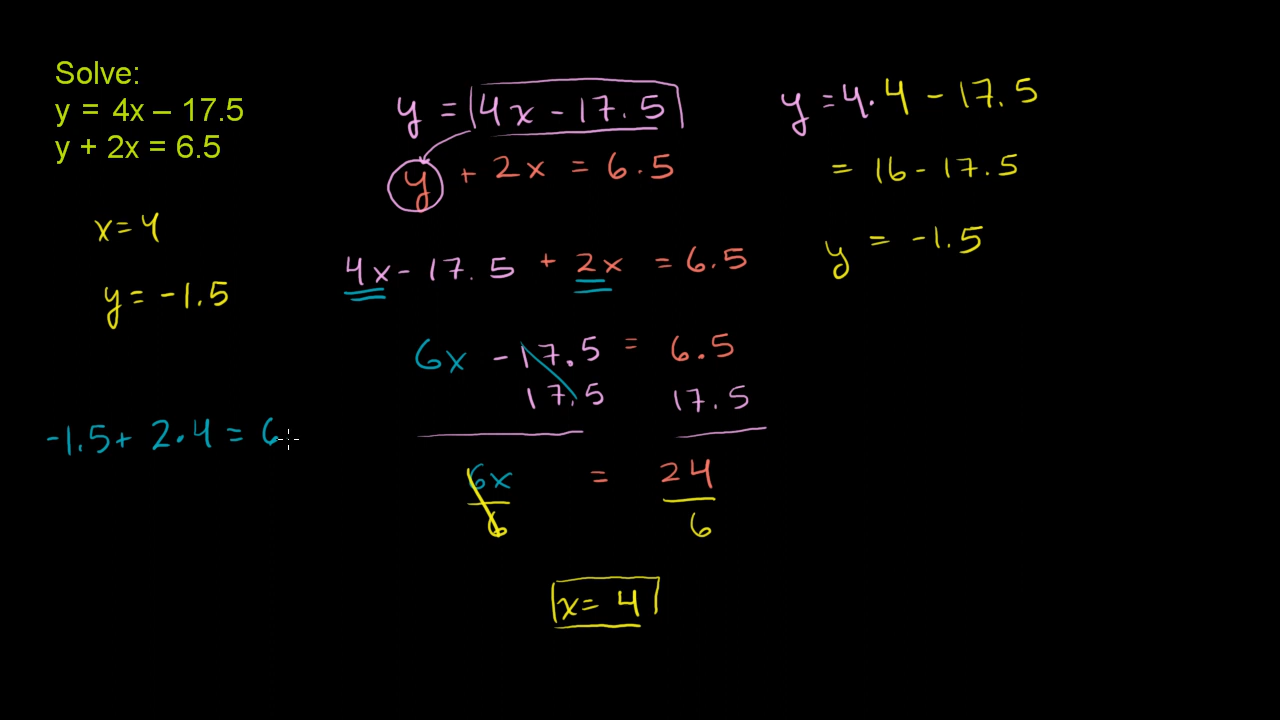 Solve:
y = 4x – 17.5
y + 2x = 6.5
x = 4
y = -1.5
-1.5 + 2·4 = 6
y = 4x - 17.5
y + 2x = 6.5
4x - 17.5 + 2x = 6.5
6x - 17.5 = 6.5
17.5 17.5
6x = 24
6 6
x = 4
y = 4·4 - 17.5
= 16 - 17.5
y = -1.5